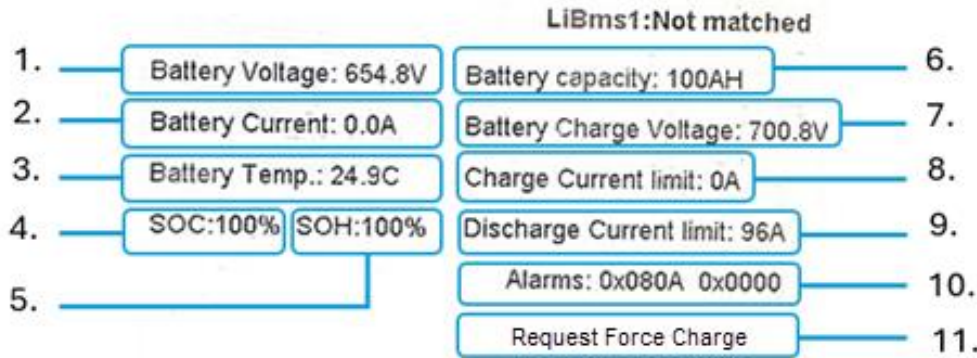 LiBms1:Not matched
1. Battery Voltage: 654.8V
2. Battery Current: 0.0A
3. Battery Temp.: 24.9C
4. SOC:100% SOH:100%
5.
Battery capacity: 100AH 6.
Battery Charge Voltage: 700.8V 7.
Charge Current limit: 0A 8.
Discharge Current limit: 96A 9.
Alarms: 0x080A 0x0000 10.
Request Force Charge 11.